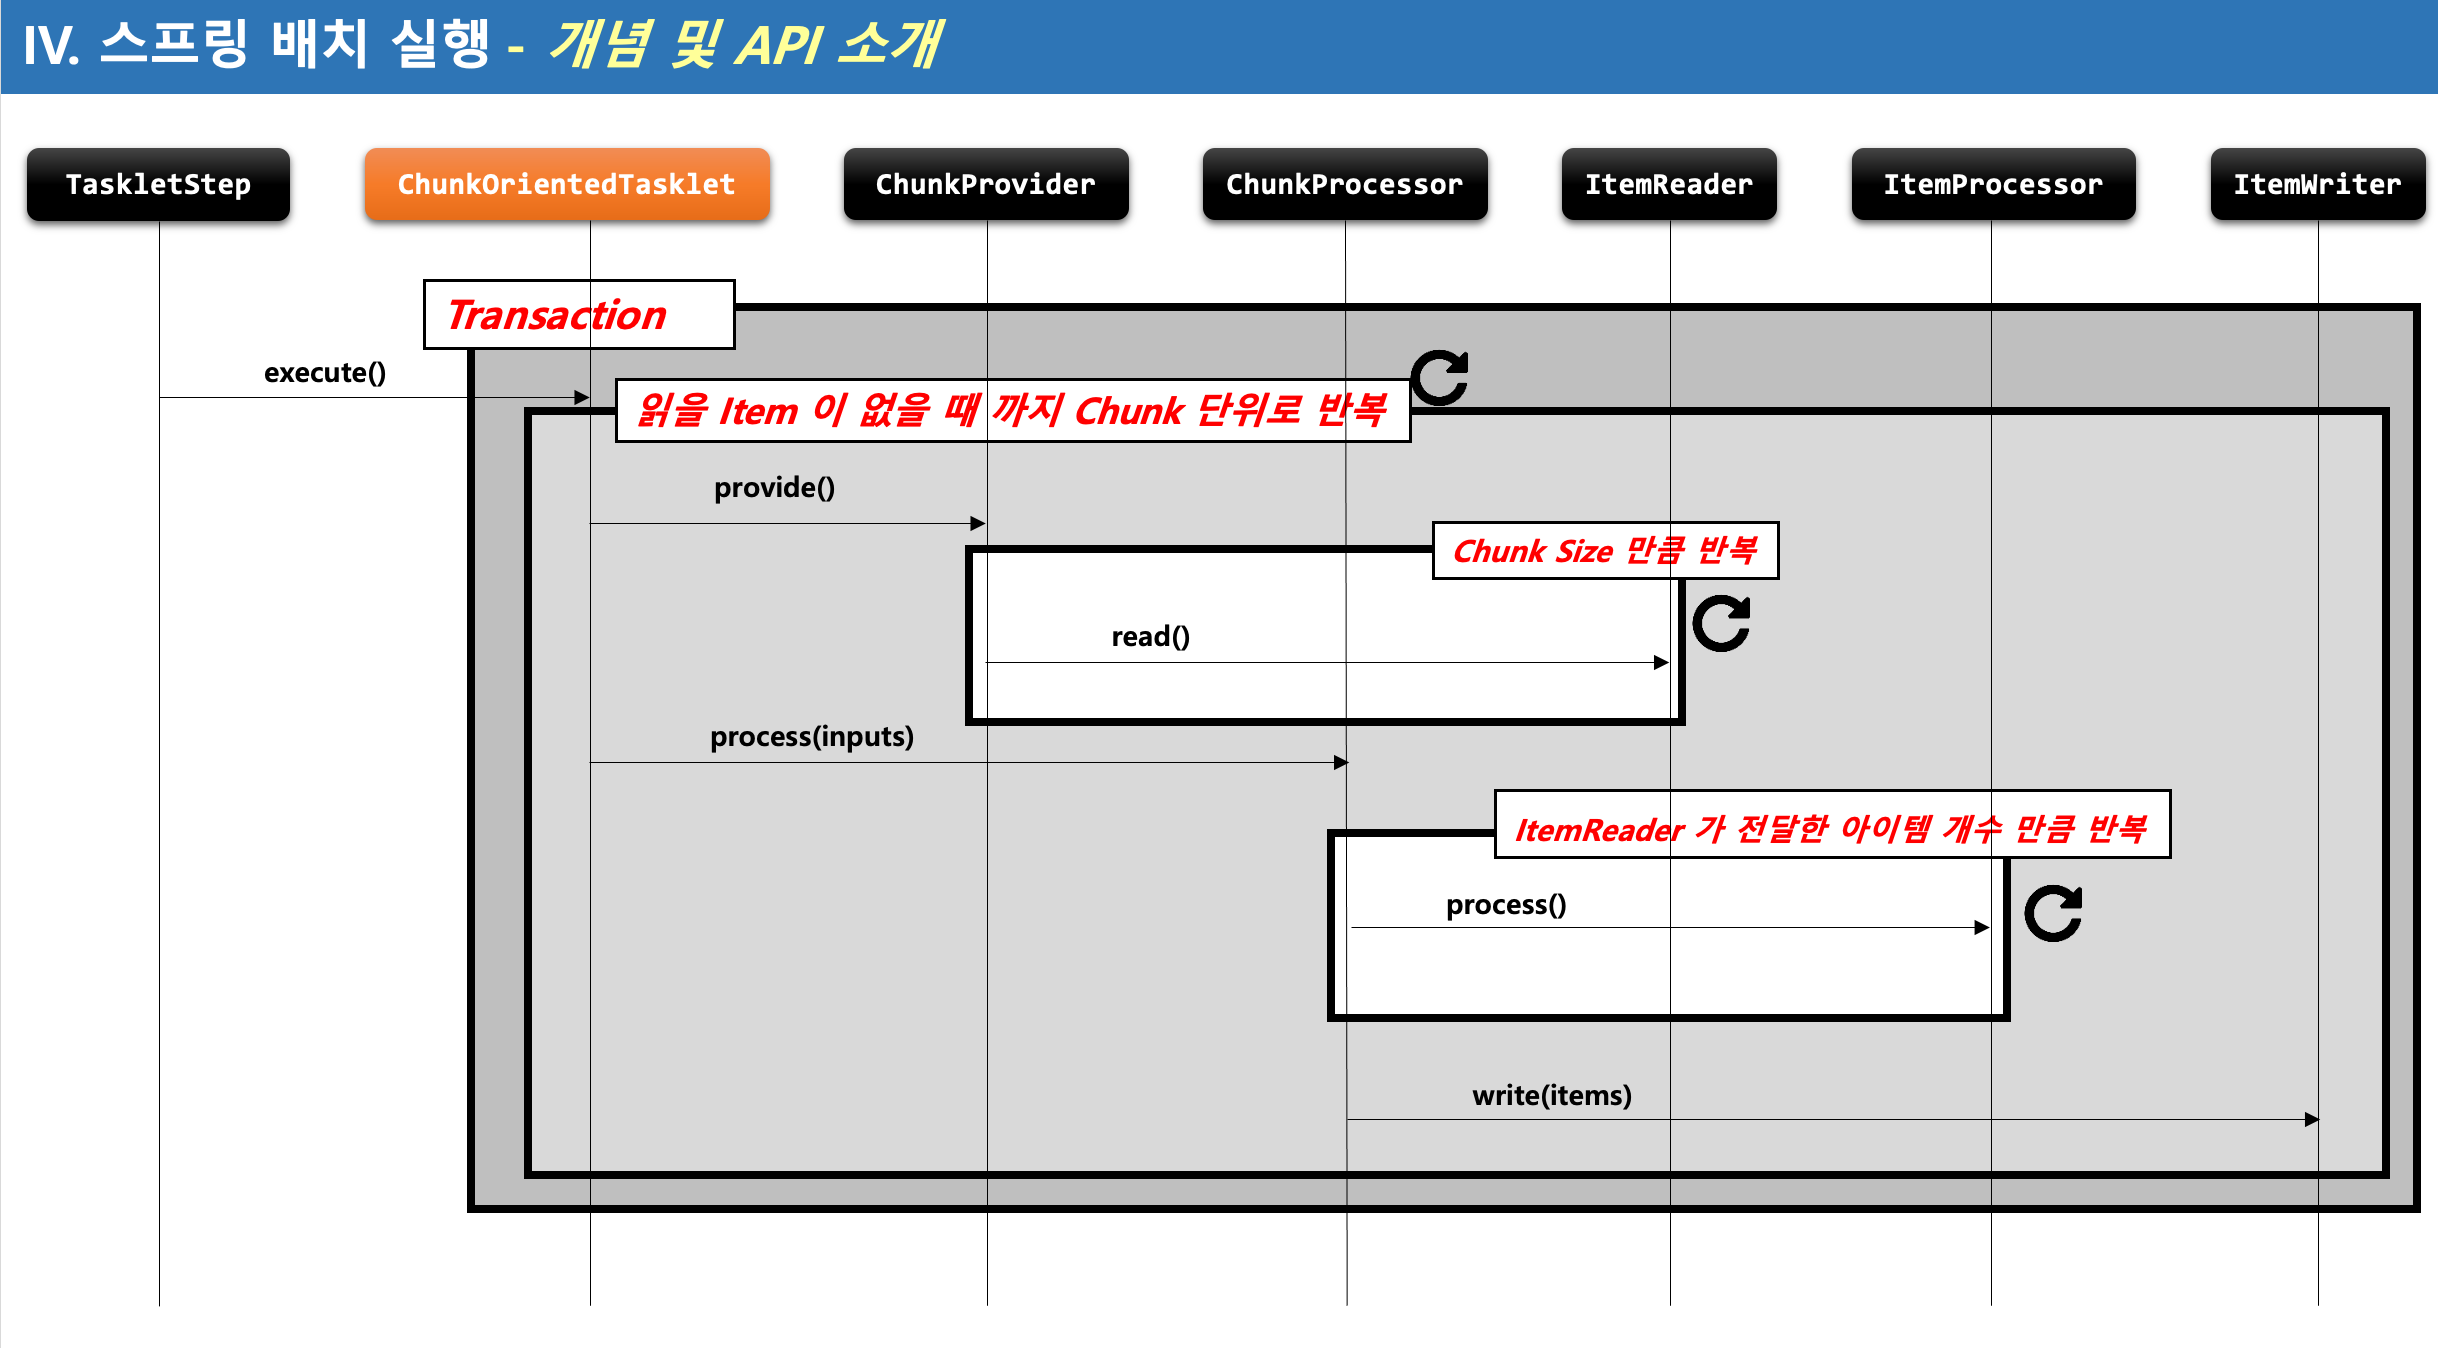 IV. 스프링 배치 실행 - 개념 및 API 소개
TaskletStep
ChunkOrientedTasklet
ChunkProvider
ChunkProcessor
ItemReader
ItemProcessor
ItemWriter
Transaction
execute()
읽을 Item 이 없을 때 까지 Chunk 단위로 반복
provide()
Chunk Size 만큼 반복
read()
process(inputs)
ItemReader 가 전달한 아이템 개수 만큼 반복
process()
write(items)